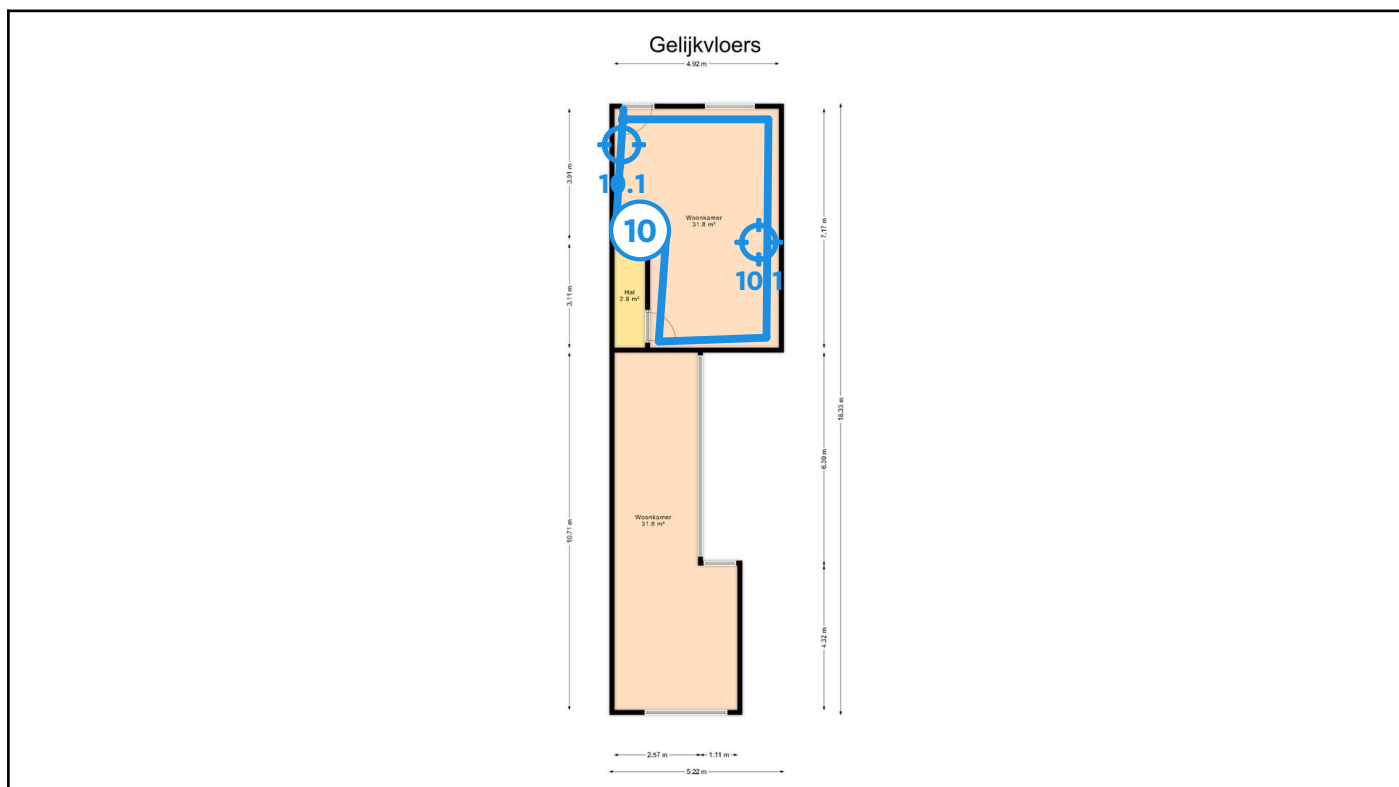 Gelijkvloers
4.92 m
3.91 m
10.1
10
Woonkamer
31.8 m²
7.17 m
10.1
3.11 m
Hal
2.8 m²
18.33 m
6.39 m
Woonkamer
31.8 m²
10.71 m
4.32 m
2.57 m
1.11 m
5.22 m